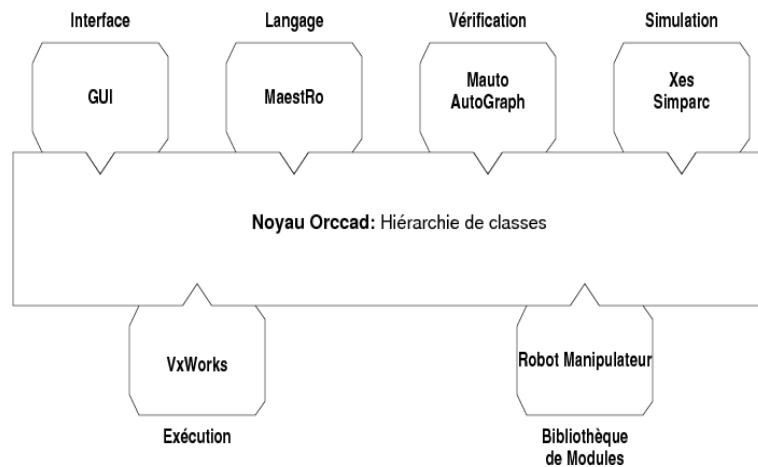 Interface
Langage
Vérification
Simulation
GUI
MaestRo
Mauto
AutoGraph
Xes
Simparc
Noyau Orccad: Hiérarchie de classes
VxWorks
Robot Manipulateur
Exécution
Bibliothèque
de Modules